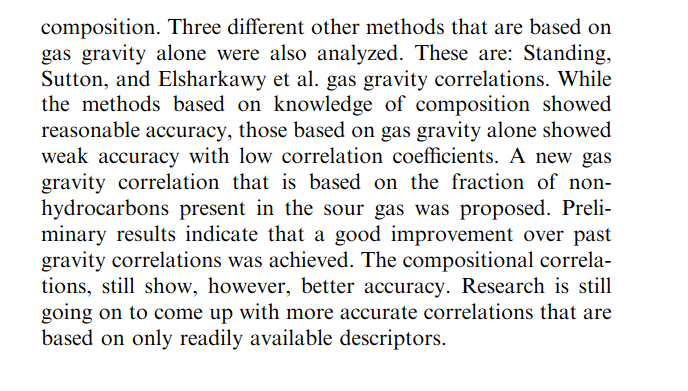 composition. Three different other methods that are based on
gas gravity alone were also analyzed. These are: Standing,
Sutton, and Elsharkawy et al. gas gravity correlations. While
the methods based on knowledge of composition showed
reasonable accuracy, those based on gas gravity alone showed
weak accuracy with low correlation coefficients. A new gas
gravity correlation that is based on the fraction of non-
hydrocarbons present in the sour gas was proposed. Preli-
minary results indicate that a good improvement over past
gravity correlations was achieved. The compositional correla-
tions, still show, however, better accuracy. Research is still
going on to come up with more accurate correlations that are
based on only readily available descriptors.